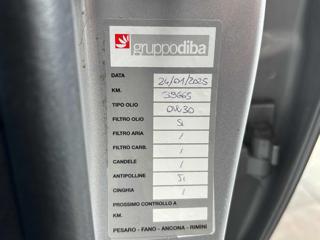 gruppodiba
DATA 24/01/2025
KM. 39665
TIPO OLIO 0W30
FILTRO OLIO Si
FILTRO ARIA /
FILTRO CARB. /
CANDELE /
ANTIPOLLINE Si
CINGHIA /
PROSSIMO CONTROLLO A
KM.
PESARO - FANO - ANCONA - RIMINI